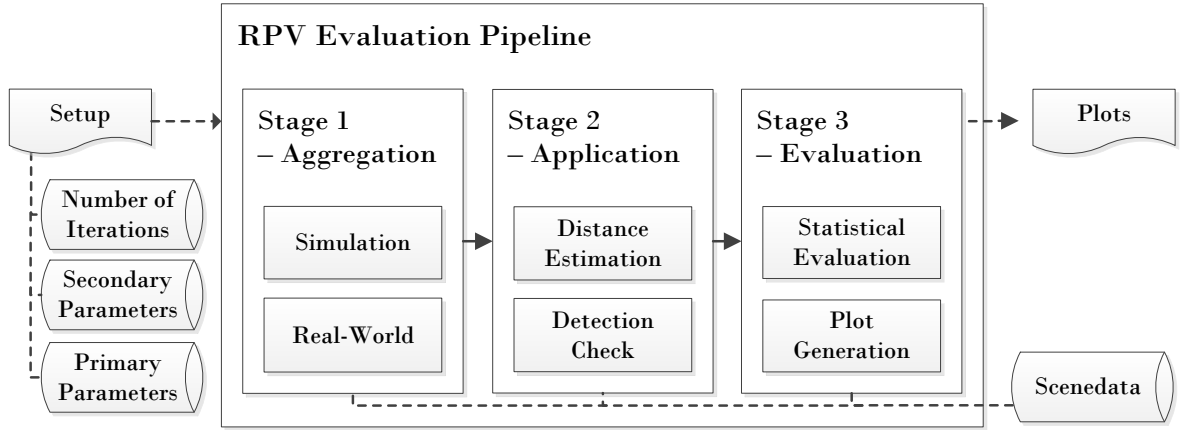 RPV Evaluation Pipeline
Setup
Number of
Iterations
Secondary
Parameters
Primary
Parameters
Stage 1
– Aggregation
Simulation
Real-World
Stage 2
– Application
Distance
Estimation
Detection
Check
Stage 3
– Evaluation
Statistical
Evaluation
Plot
Generation
Plots
Scenedata